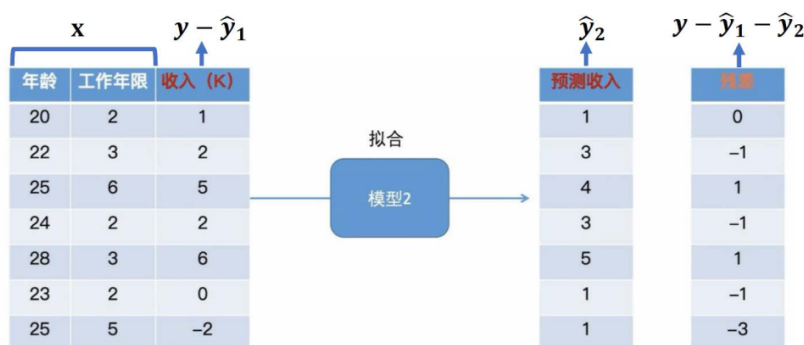 x y − ŷ₁ ŷ₂ y − ŷ₁ − ŷ₂
年龄 工作年限 收入（K） 预测收入 残差
20 2 1 1 0
22 3 2 3 −1
拟合
25 6 5 4 1
模型2
24 2 2 3 −1
28 3 6 5 1
23 2 0 1 −1
25 5 −2 1 −3